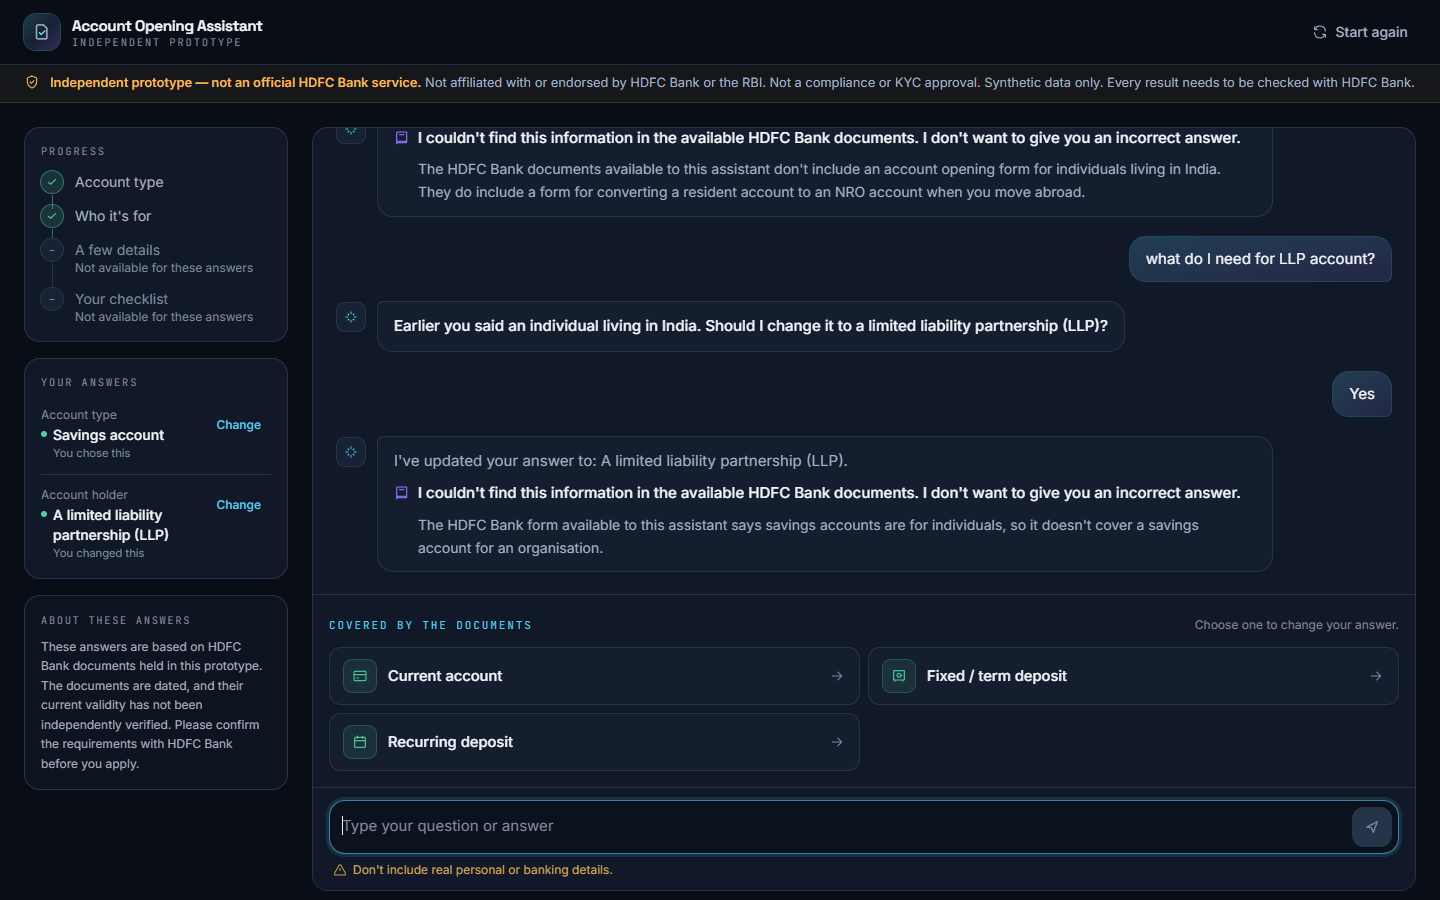 Account Opening Assistant
INDEPENDENT PROTOTYPE
Start again
Independent prototype — not an official HDFC Bank service. Not affiliated with or endorsed by HDFC Bank or the RBI. Not a compliance or KYC approval. Synthetic data only. Every result needs to be checked with HDFC Bank.
PROGRESS
Account type
Who it's for
A few details
Not available for these answers
Your checklist
Not available for these answers
YOUR ANSWERS
Account type
Savings account
You chose this
Change
Account holder
A limited liability
partnership (LLP)
You changed this
Change
ABOUT THESE ANSWERS
These answers are based on HDFC
Bank documents held in this prototype.
The documents are dated, and their
current validity has not been
independently verified. Please confirm
the requirements with HDFC Bank
before you apply.
I couldn't find this information in the available HDFC Bank documents. I don't want to give you an incorrect answer.
The HDFC Bank documents available to this assistant don't include an account opening form for individuals living in India.
They do include a form for converting a resident account to an NRO account when you move abroad.
what do I need for LLP account?
Earlier you said an individual living in India. Should I change it to a limited liability partnership (LLP)?
Yes
I've updated your answer to: A limited liability partnership (LLP).
I couldn't find this information in the available HDFC Bank documents. I don't want to give you an incorrect answer.
The HDFC Bank form available to this assistant says savings accounts are for individuals, so it doesn't cover a savings
account for an organisation.
COVERED BY THE DOCUMENTS
Choose one to change your answer.
Current account
Fixed / term deposit
Recurring deposit
Type your question or answer
Don't include real personal or banking details.